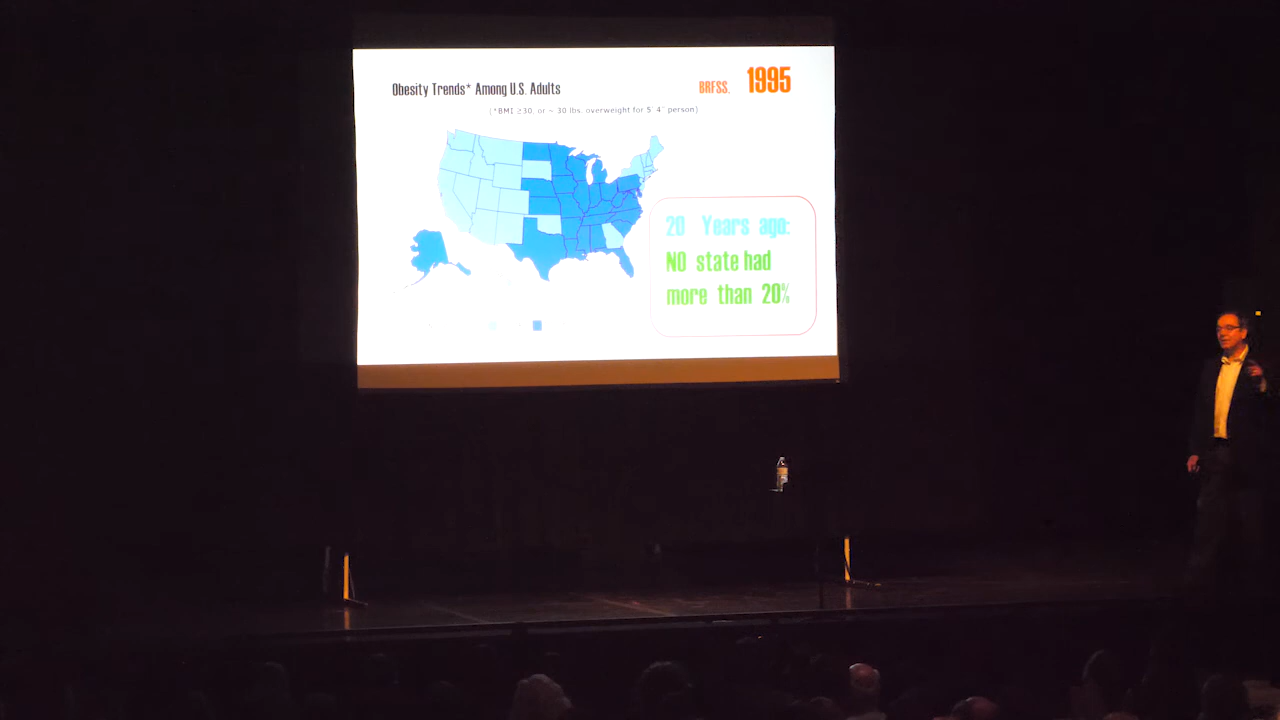 Obesity Trends* Among U.S. Adults
BRFSS, 1995
(*BMI ≥30, or ~ 30 lbs. overweight for 5' 4" person)
20 Years ago:
NO state had
more than 20%